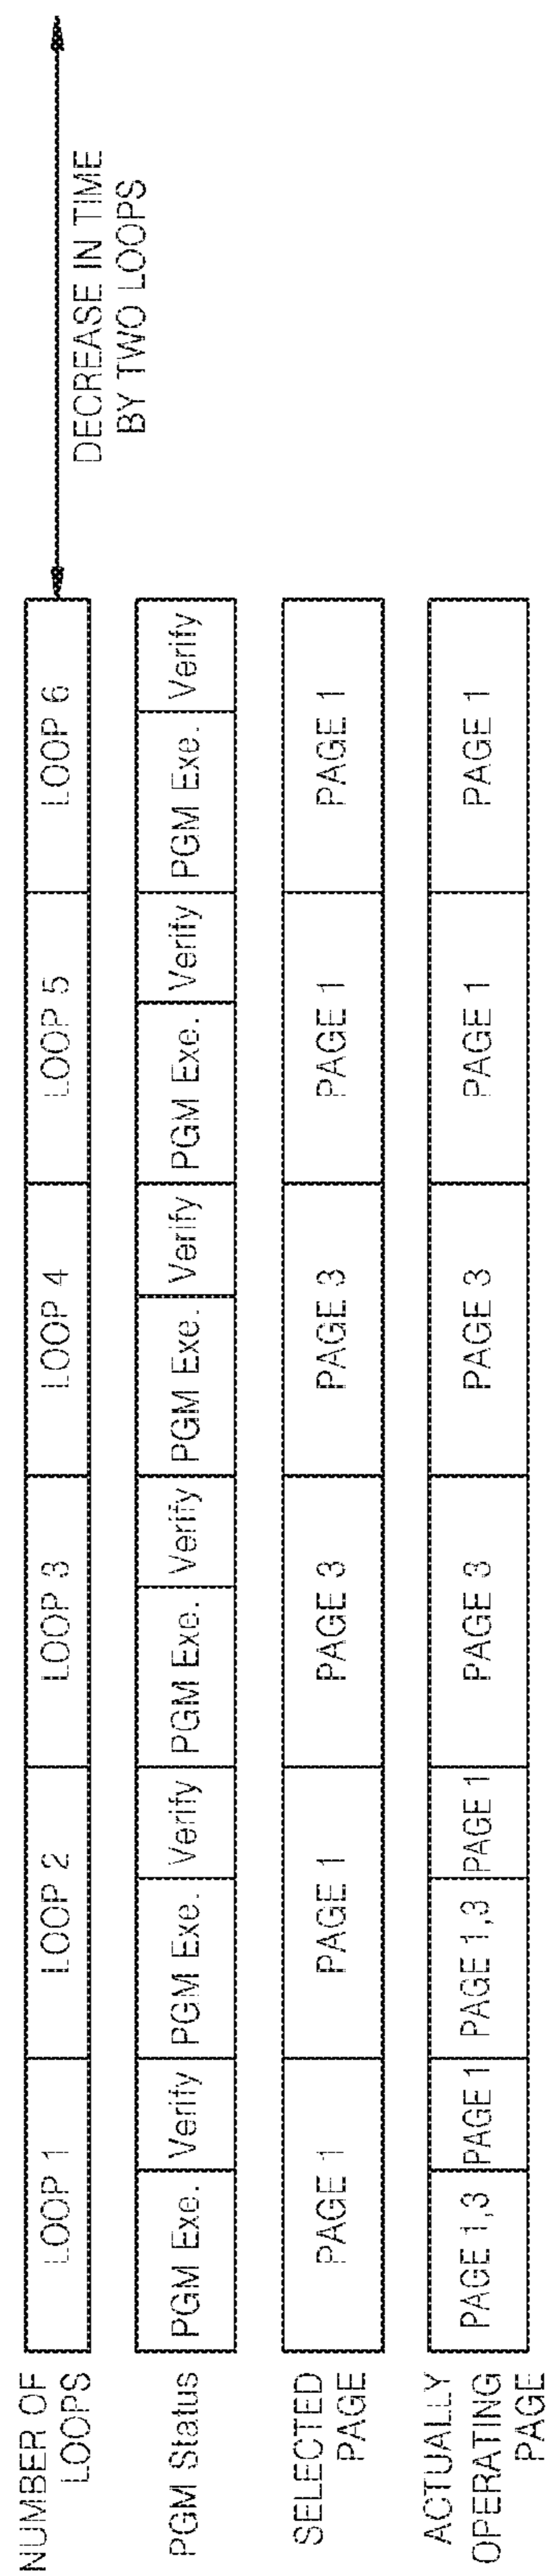 NUMBER OF
LOOPS
LOOP 1
LOOP 2
LOOP 3
LOOP 4
LOOP 5
LOOP 6
DECREASE IN TIME
BY TWO LOOPS
PGM Status
PGM Exe.
Verify
PGM Exe.
Verify
PGM Exe.
Verify
PGM Exe.
Verify
PGM Exe.
Verify
PGM Exe.
Verify
SELECTED
PAGE
PAGE 1
PAGE 1
PAGE 3
PAGE 3
PAGE 1
PAGE 1
ACTUALLY
OPERATING
PAGE
PAGE 1,3
PAGE 1
PAGE 1,3
PAGE 1
PAGE 3
PAGE 3
PAGE 1
PAGE 1